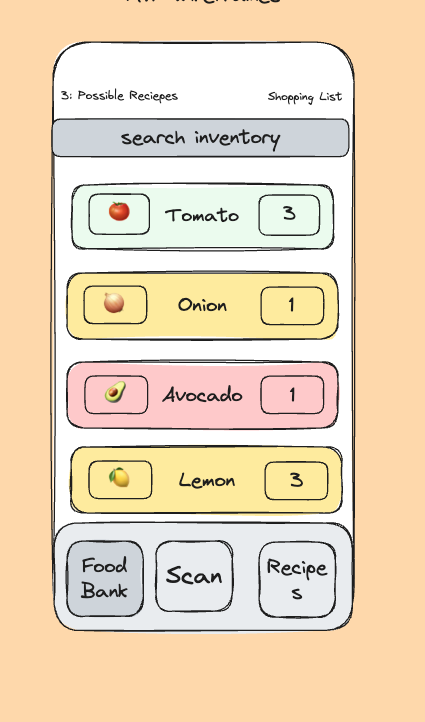 3: Possible Reciepes
Shopping List
search inventory
Tomato
3
Onion
1
Avocado
1
Lemon
3
Food
Bank
Scan
Recipe
s